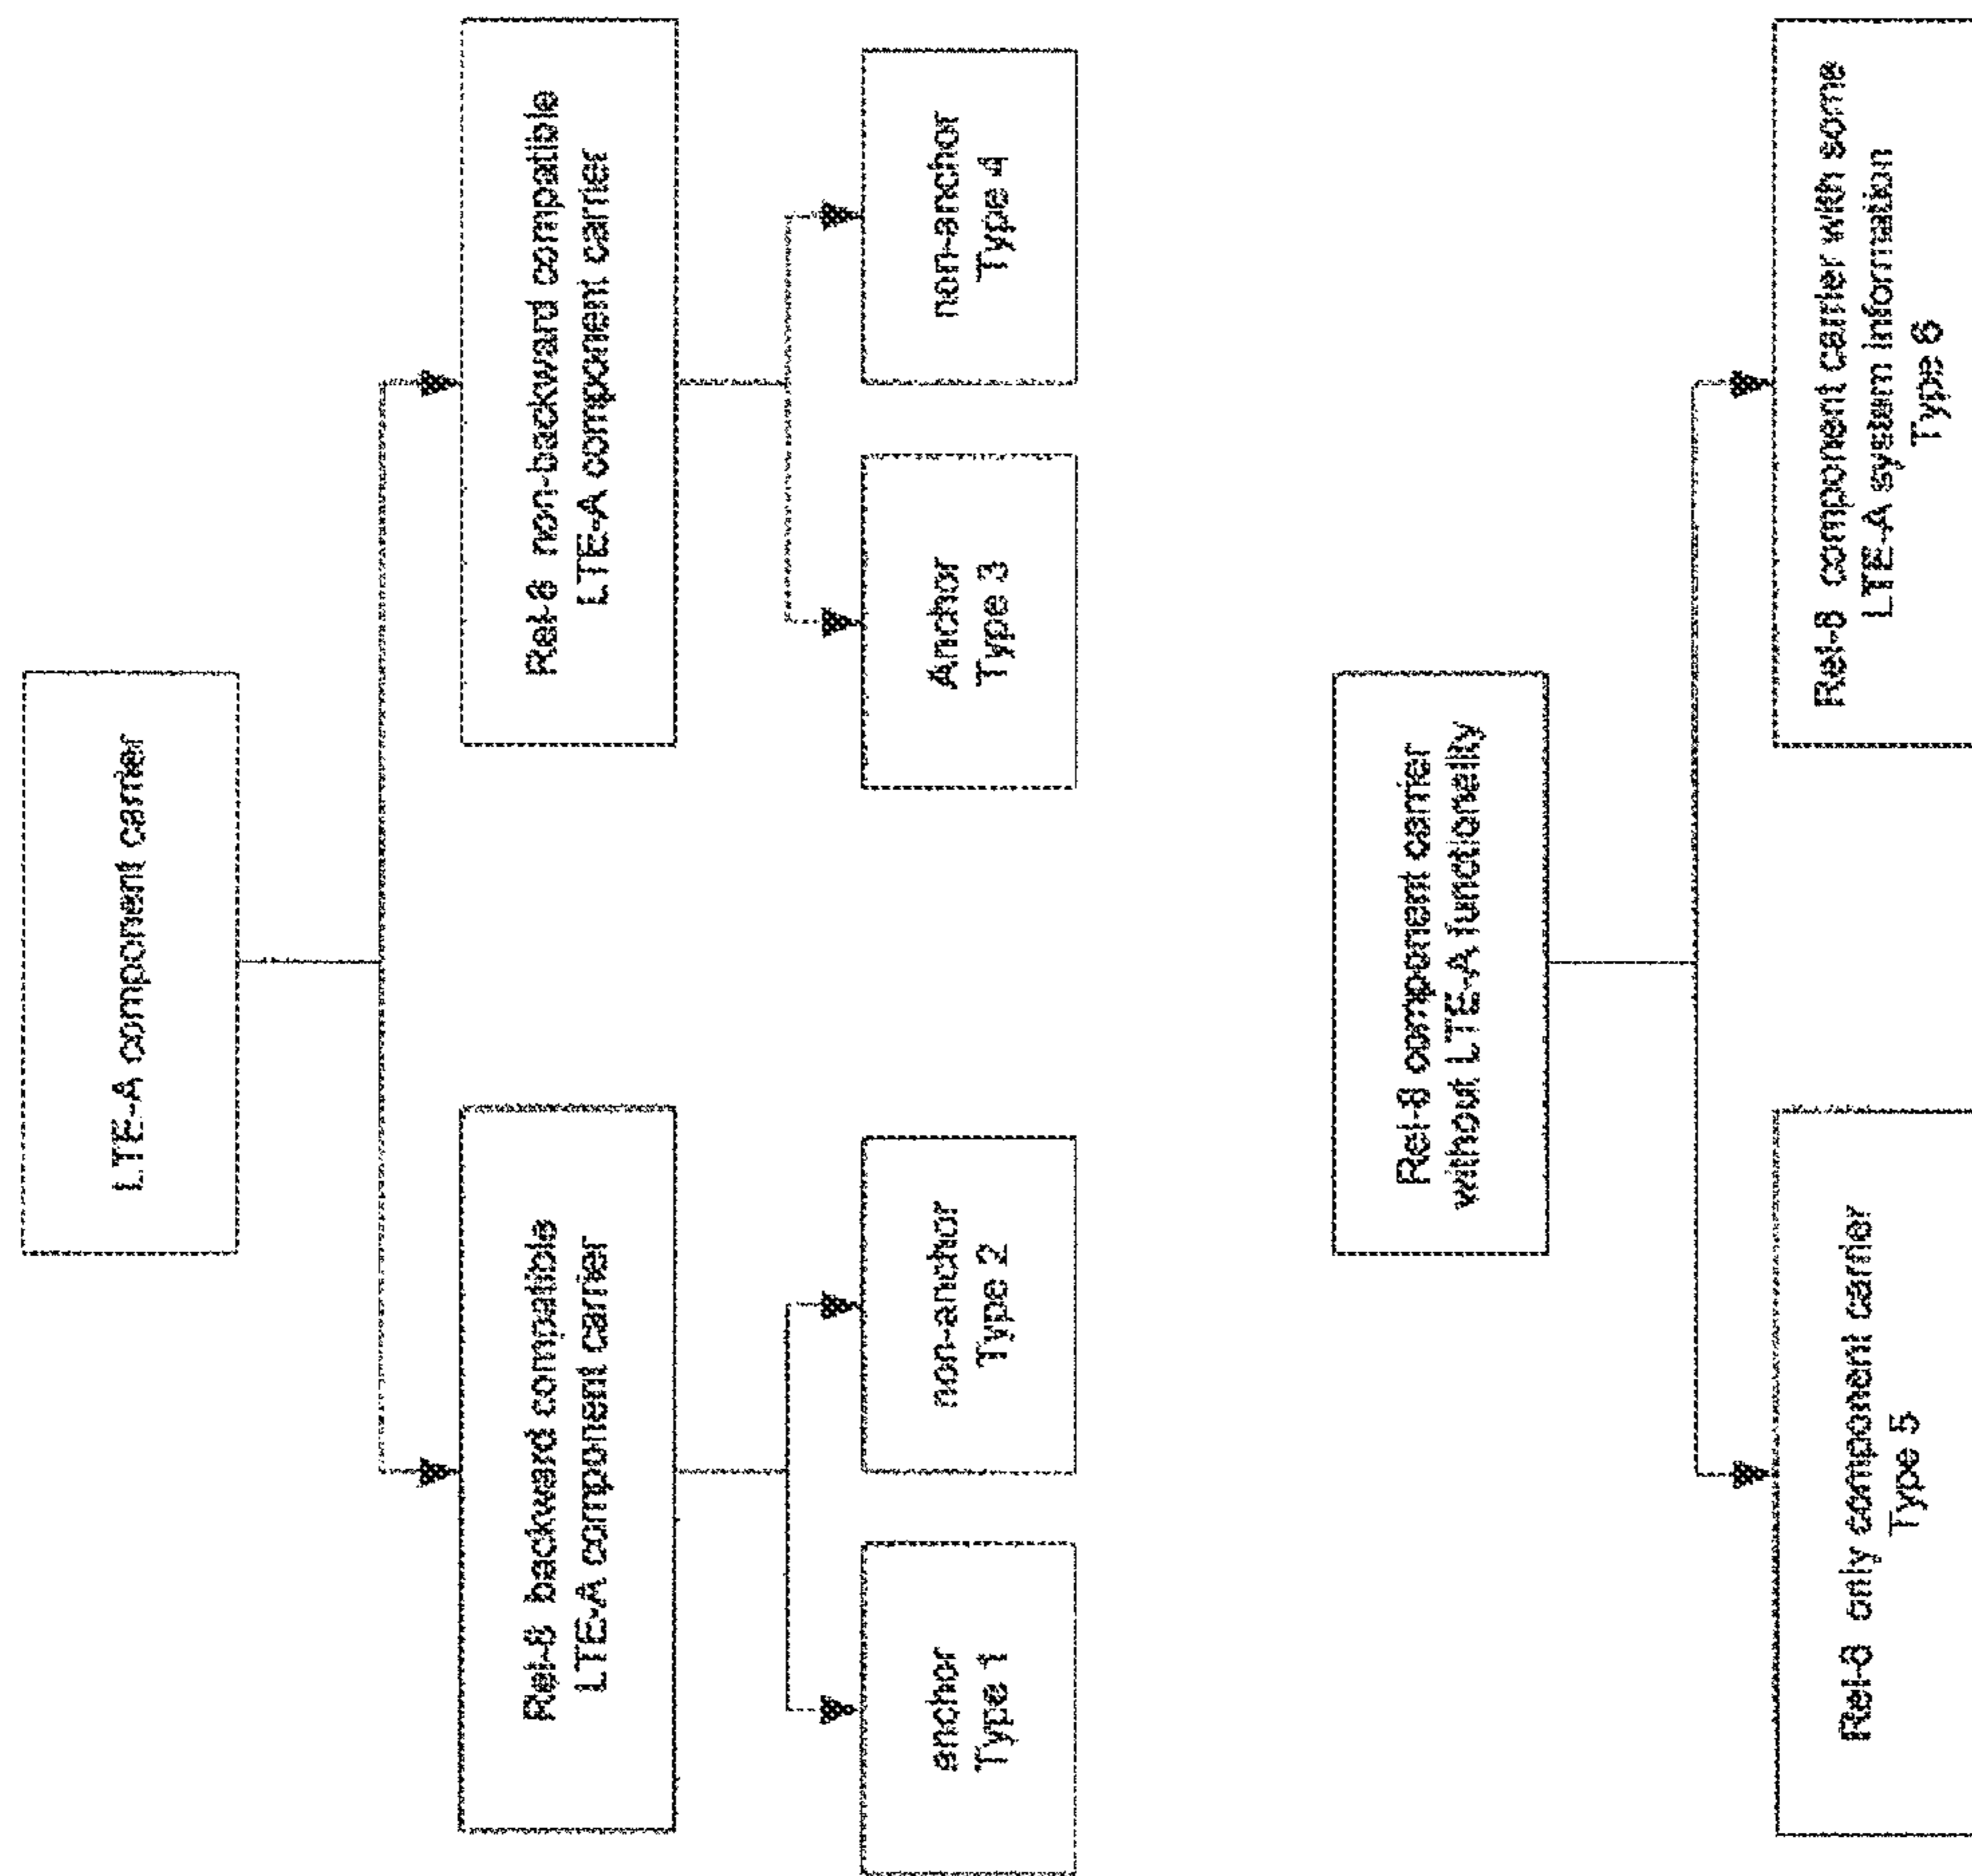 LTE-A component carrier
Rel-8 backward compatible
LTE-A component carrier
Rel-8 non-backward compatible
LTE-A component carrier
anchor
Type 1
non-anchor
Type 2
Anchor
Type 3
non-anchor
Type 4
Rel-8 component carrier
without LTE-A functionality
Rel-8 only component carrier
Type 5
Rel-8 component carrier with some
LTE-A system information
Type 6